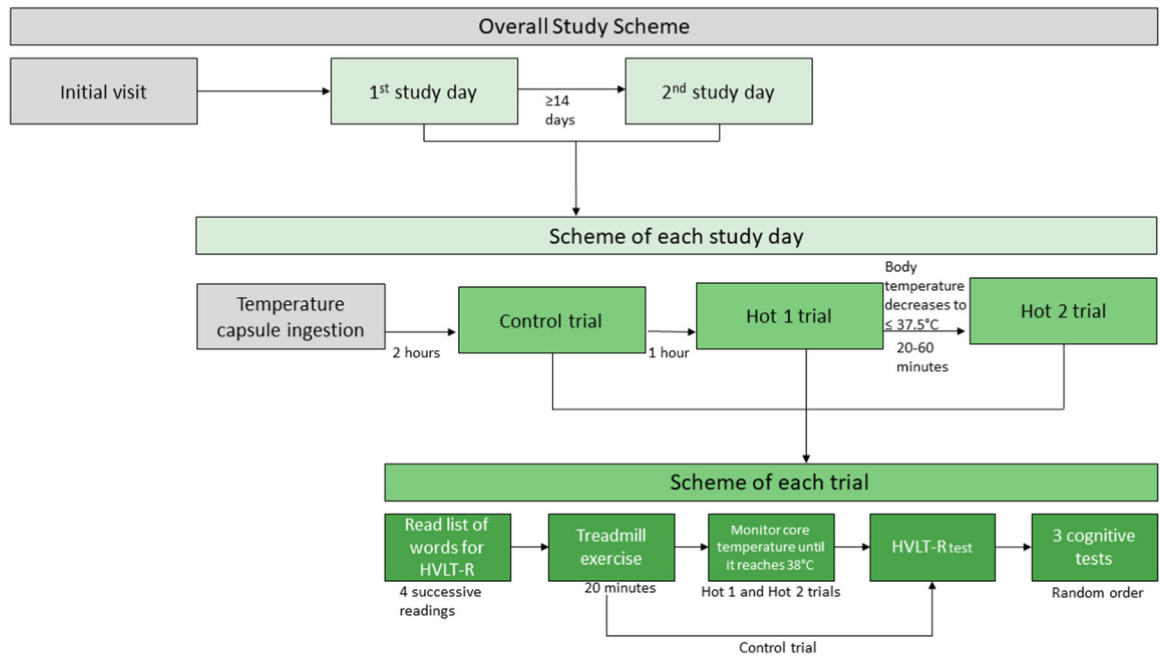 Overall Study Scheme
Initial visit
1st study day
≥14
days
2nd study day
Scheme of each study day
Temperature
capsule ingestion
2 hours
Control trial
1 hour
Hot 1 trial
Body
temperature
decreases to
≤ 37.5°C
20-60
minutes
Hot 2 trial
Scheme of each trial
Read list of
words for
HVLT-R
4 successive
readings
Treadmill
exercise
20 minutes
Monitor core
temperature until
it reaches 38°C
Hot 1 and Hot 2 trials
HVLT-R test
3 cognitive
tests
Random order
Control trial